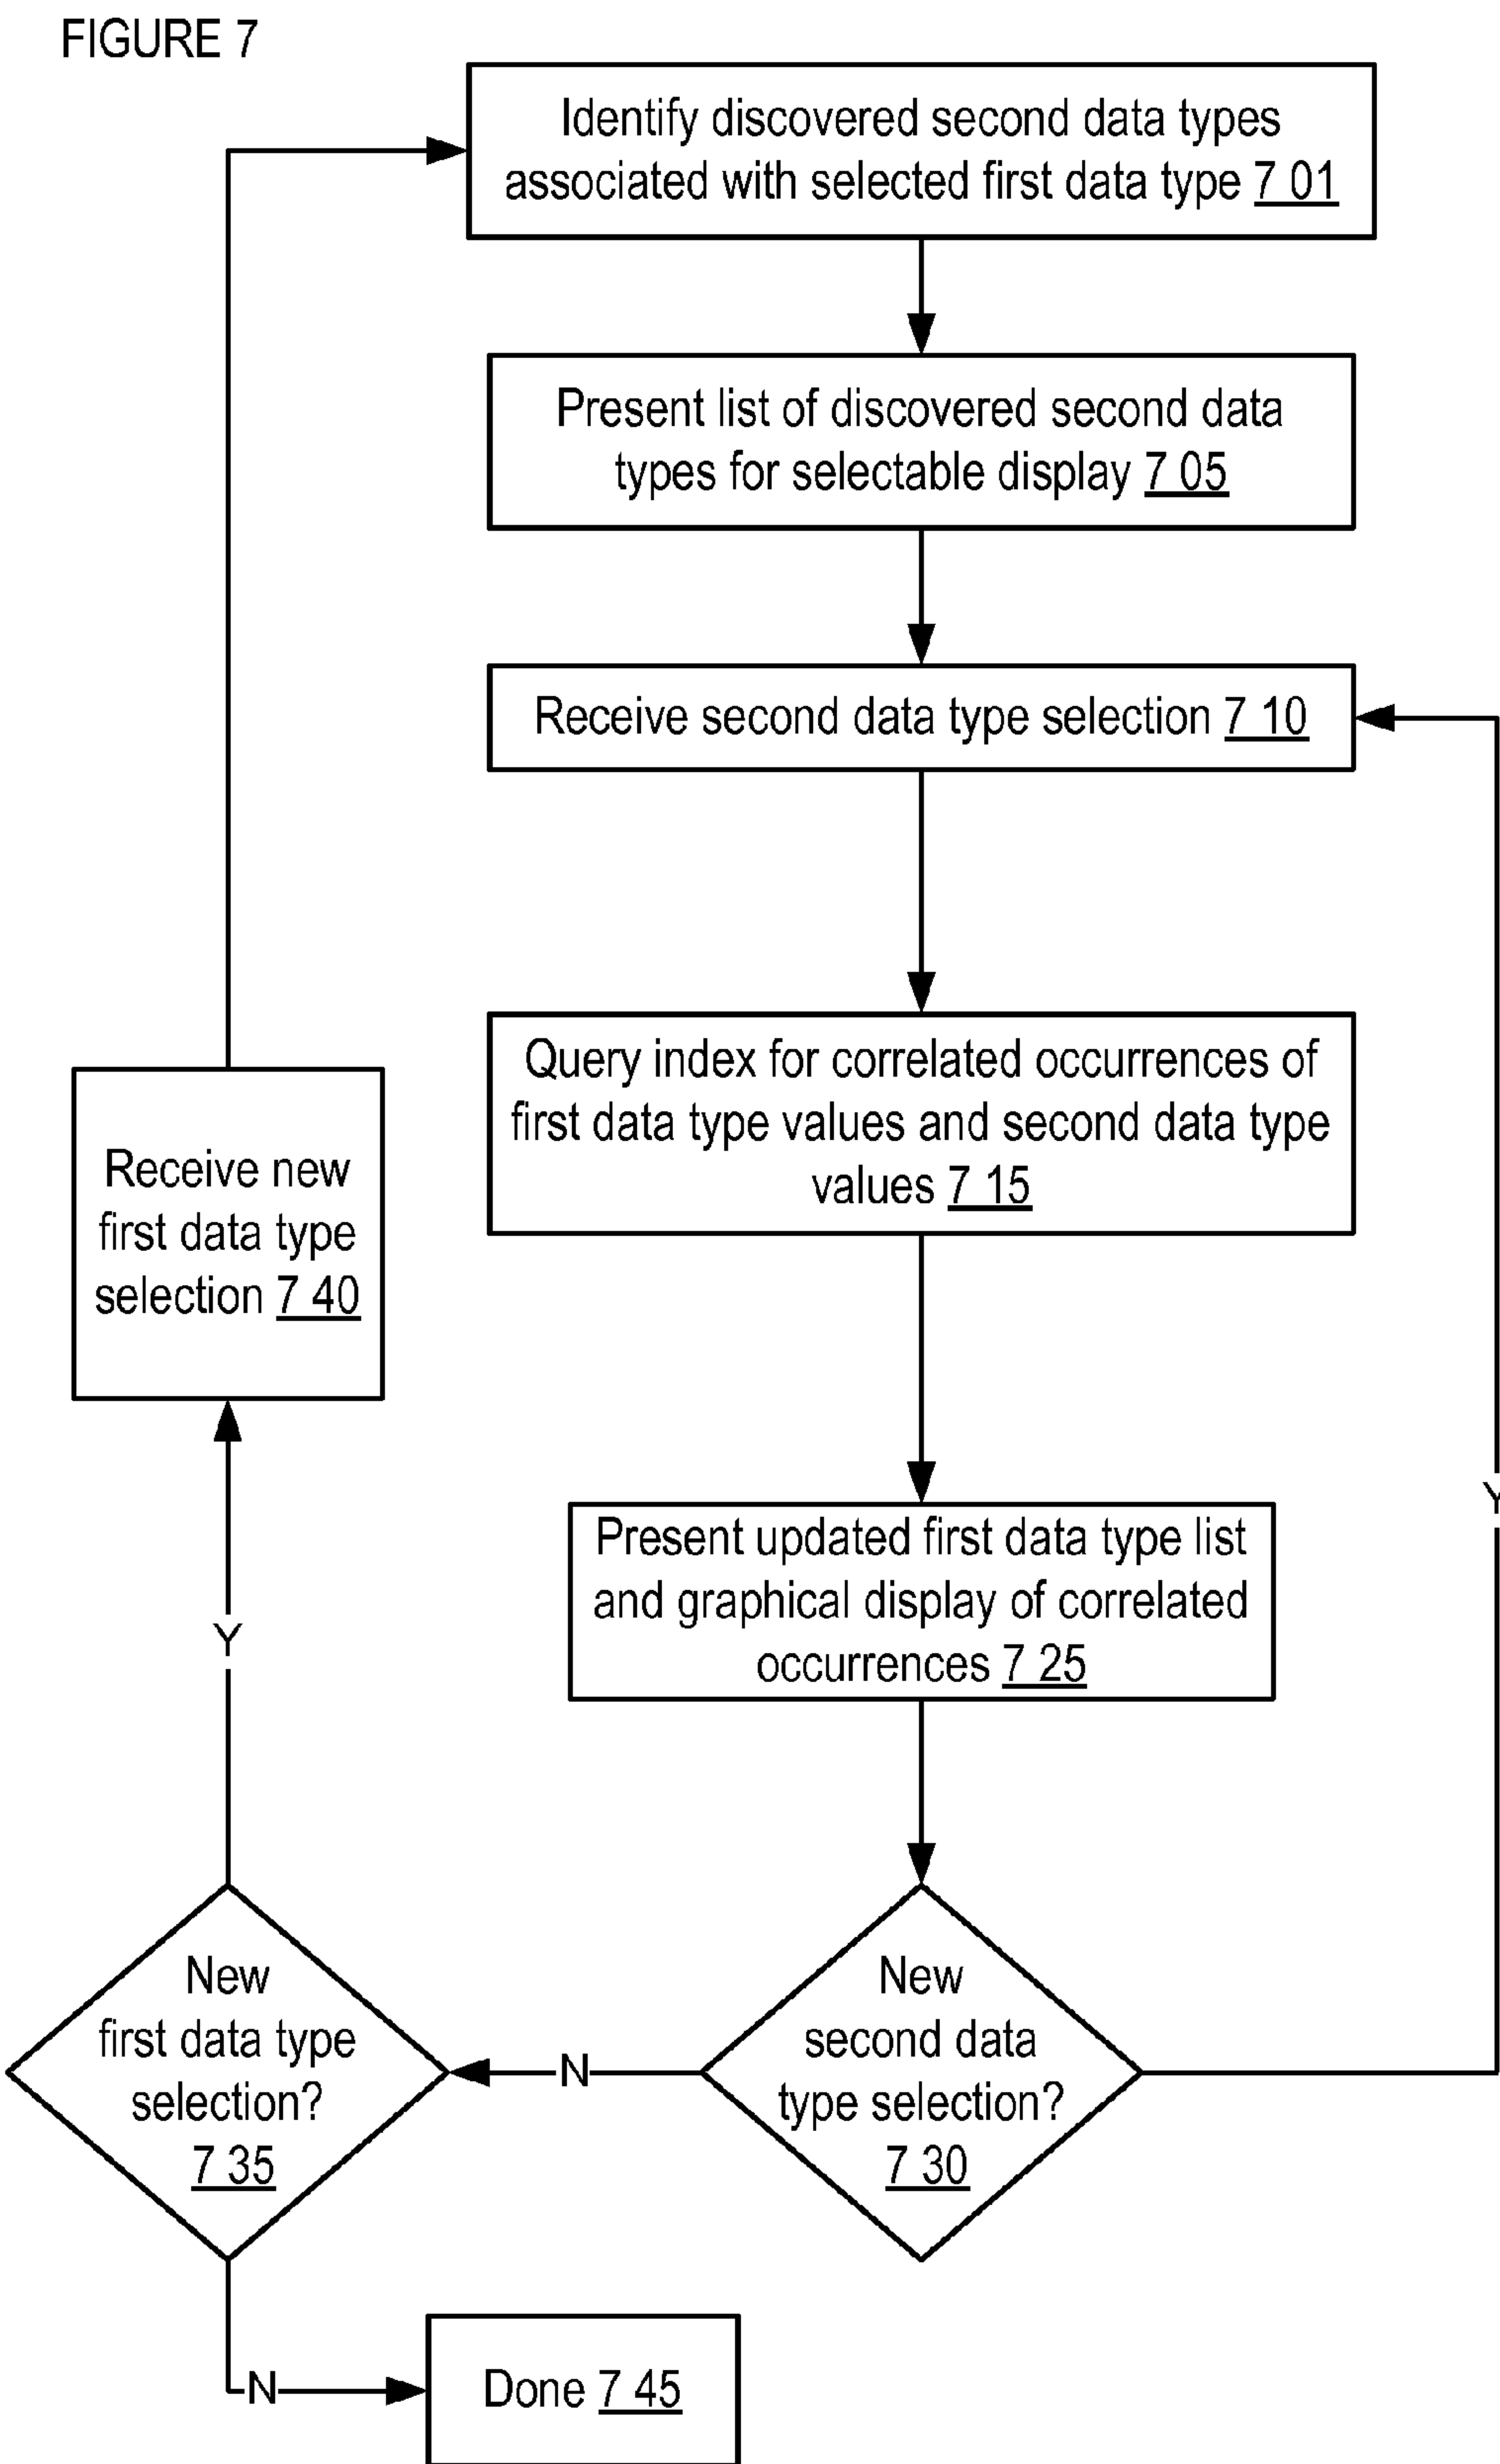 FIGURE 7
Identify discovered second data types
associated with selected first data type 7 01
Present list of discovered second data
types for selectable display 7 05
Receive second data type selection 7 10
Query index for correlated occurrences of
first data type values and second data type
values 7 15
Receive new
first data type
selection 7 40
Present updated first data type list
and graphical display of correlated
occurrences 7 25
Y
Y
New
first data type
selection?
7 35
N
New
second data
type selection?
7 30
N
Done 7 45